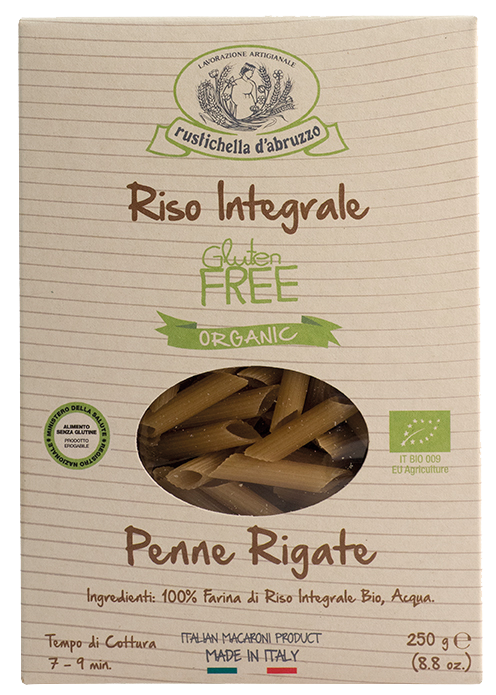 LAVORAZIONE ARTIGIANALE
rustichella d'abruzzo
Riso Integrale
Gluten
FREE
ORGANIC
MINISTERO DELLA SALUTE
REGISTRO NAZIONALE
ALIMENTO
SENZA GLUTINE
PRODOTTO
EROGABILE
IT BIO 009
EU Agriculture
Penne Rigate
Ingredienti: 100% Farina di Riso Integrale Bio, Acqua.
Tempo di Cottura
7 - 9 min.
ITALIAN MACARONI PRODUCT
MADE IN ITALY
250 g ℮
(8.8 oz.)